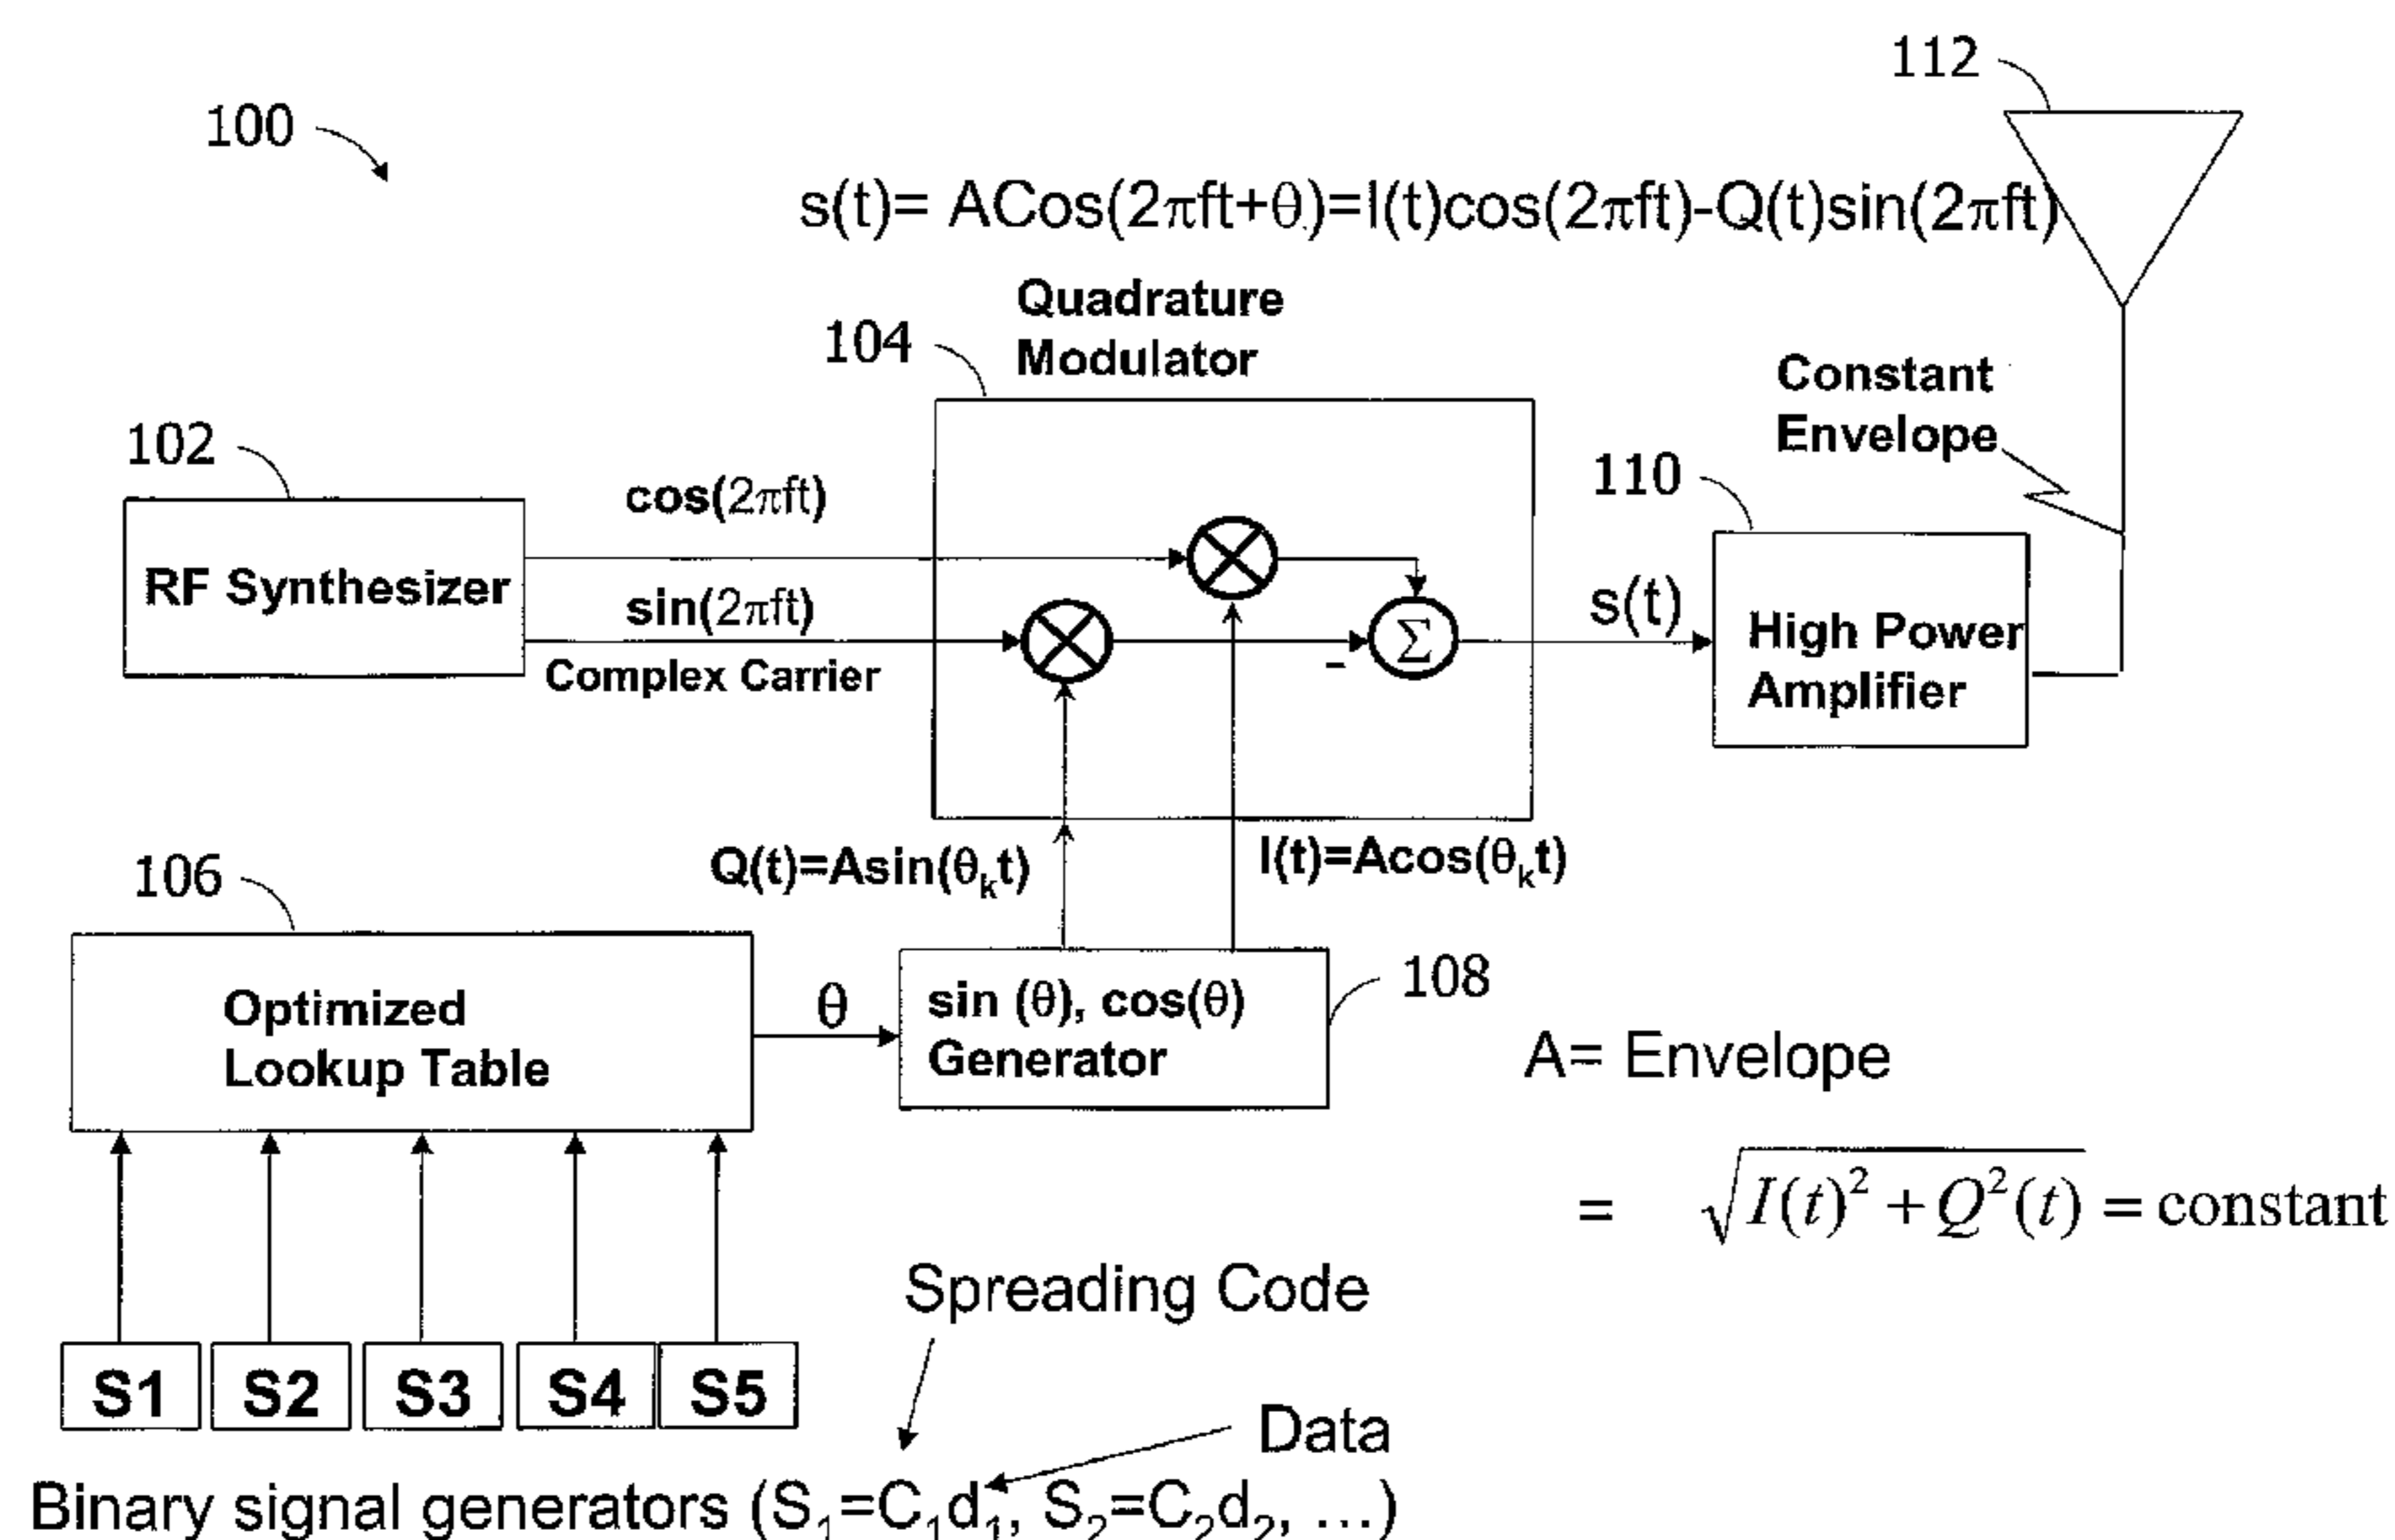 112
100
s(t)= ACos(2πft+θ)=I(t)cos(2πft)-Q(t)sin(2πft)
Quadrature
Modulator
104
Constant
Envelope
102
110
cos(2πft)
RF Synthesizer
sin(2πft)
Complex Carrier
-
Σ
s(t)
High Power
Amplifier
106
Q(t)=Asin(θₖt)
I(t)=Acos(θₖt)
Optimized
Lookup Table
θ
sin (θ), cos(θ)
Generator
108
A= Envelope
= √I(t)²+Q²(t) = constant
Spreading Code
S1 S2 S3 S4 S5
Data
Binary signal generators (S₁=C₁d₁, S₂=C₂d₂, ...)